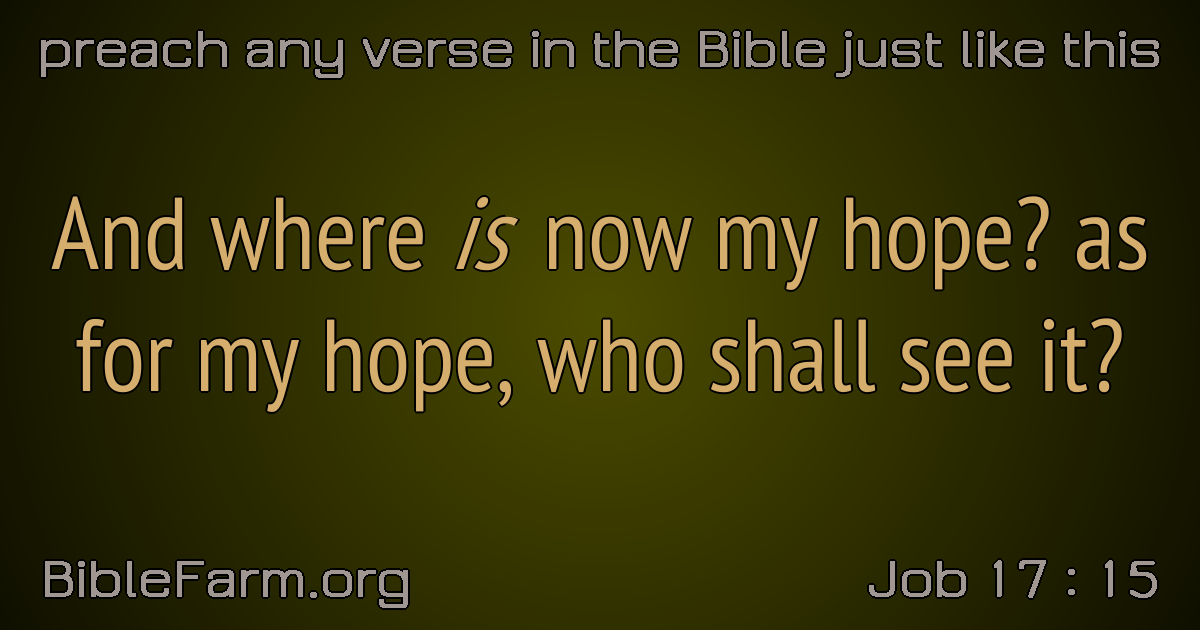 preach any verse in the Bible just like this
And where is now my hope? as
for my hope, who shall see it?
BibleFarm.org
Job 17 : 15